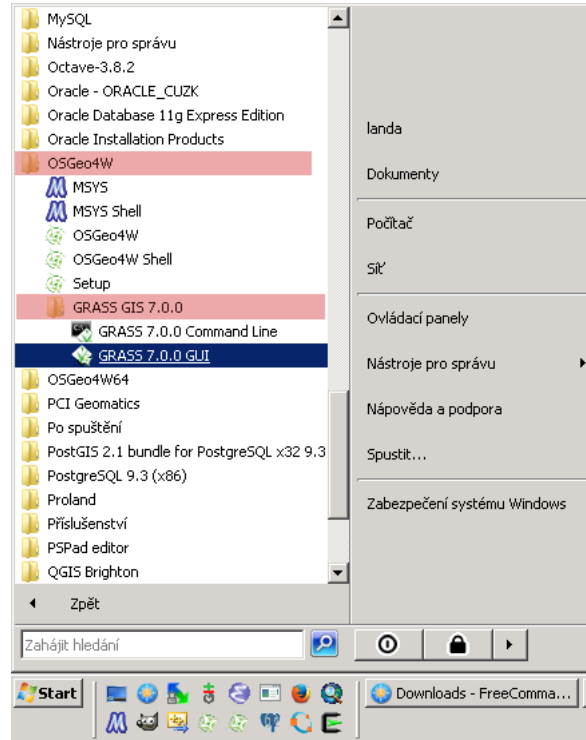 MySQL
Nástroje pro správu
Octave-3.8.2
Oracle - ORACLE_CUZK
Oracle Database 11g Express Edition
Oracle Installation Products
OSGeo4W
MSYS
MSYS Shell
OSGeo4W
OSGeo4W Shell
Setup
GRASS GIS 7.0.0
GRASS 7.0.0 Command Line
GRASS 7.0.0 GUI
OSGeo4W64
PCI Geomatics
Po spuštění
PostGIS 2.1 bundle for PostgreSQL x32 9.3
PostgreSQL 9.3 (x86)
Proland
Příslušenství
PSPad editor
QGIS Brighton
Zpět
Zahájit hledání
landa
Dokumenty
Počítač
Síť
Ovládací panely
Nástroje pro správu
Nápověda a podpora
Spustit...
Zabezpečení systému Windows
Start
Downloads - FreeComma...